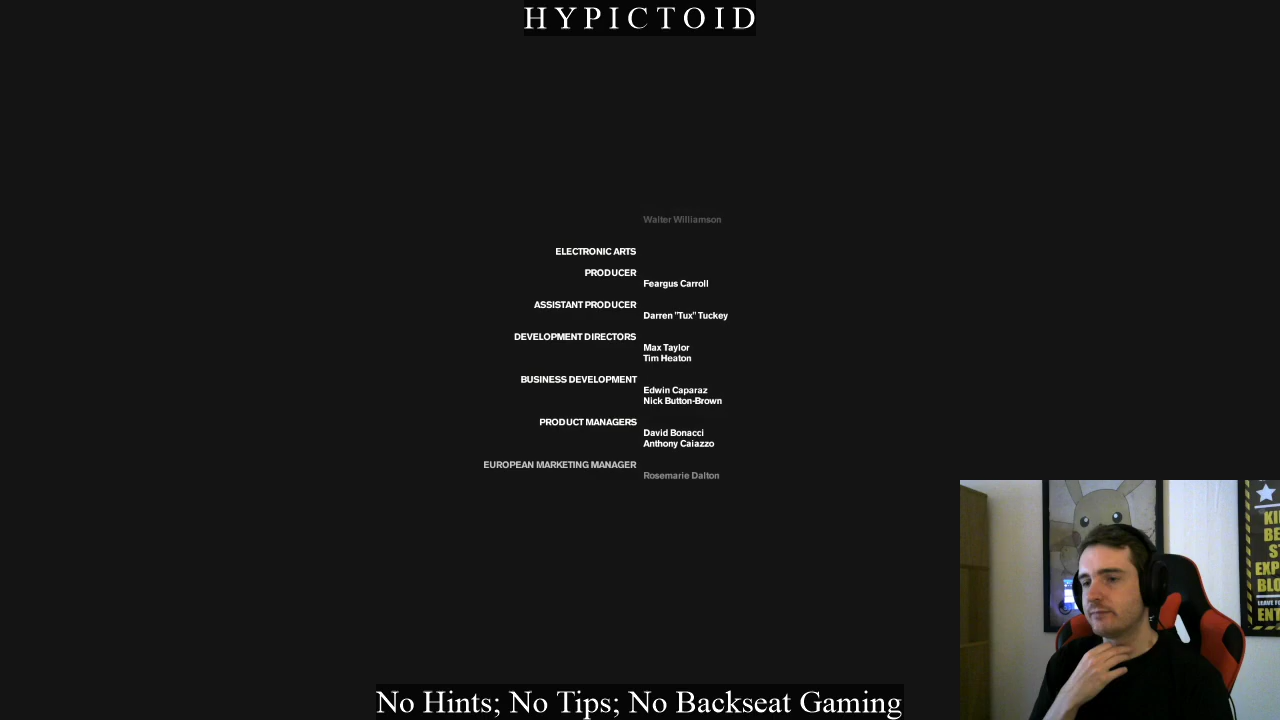 HYPICTOID
Walter Williamson
ELECTRONIC ARTS
PRODUCER
Feargus Carroll
ASSISTANT PRODUCER
Darren "Tux" Tuckey
DEVELOPMENT DIRECTORS
Max Taylor
Tim Heaton
BUSINESS DEVELOPMENT
Edwin Caparaz
Nick Button-Brown
PRODUCT MANAGERS
David Bonacci
Anthony Caiazzo
EUROPEAN MARKETING MANAGER
Rosemarie Dalton
No Hints; No Tips; No Backseat Gaming